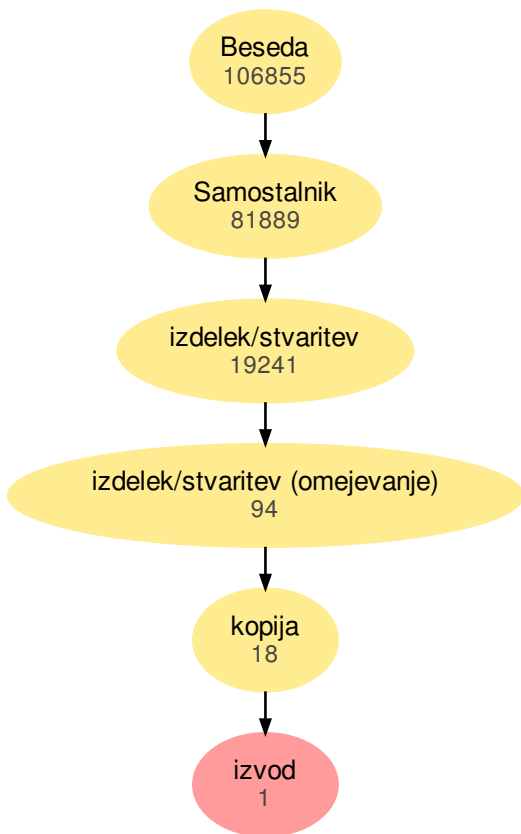 Beseda
106855
Samostalnik
81889
izdelek/stvaritev
19241
izdelek/stvaritev (omejevanje)
94
kopija
18
izvod
1